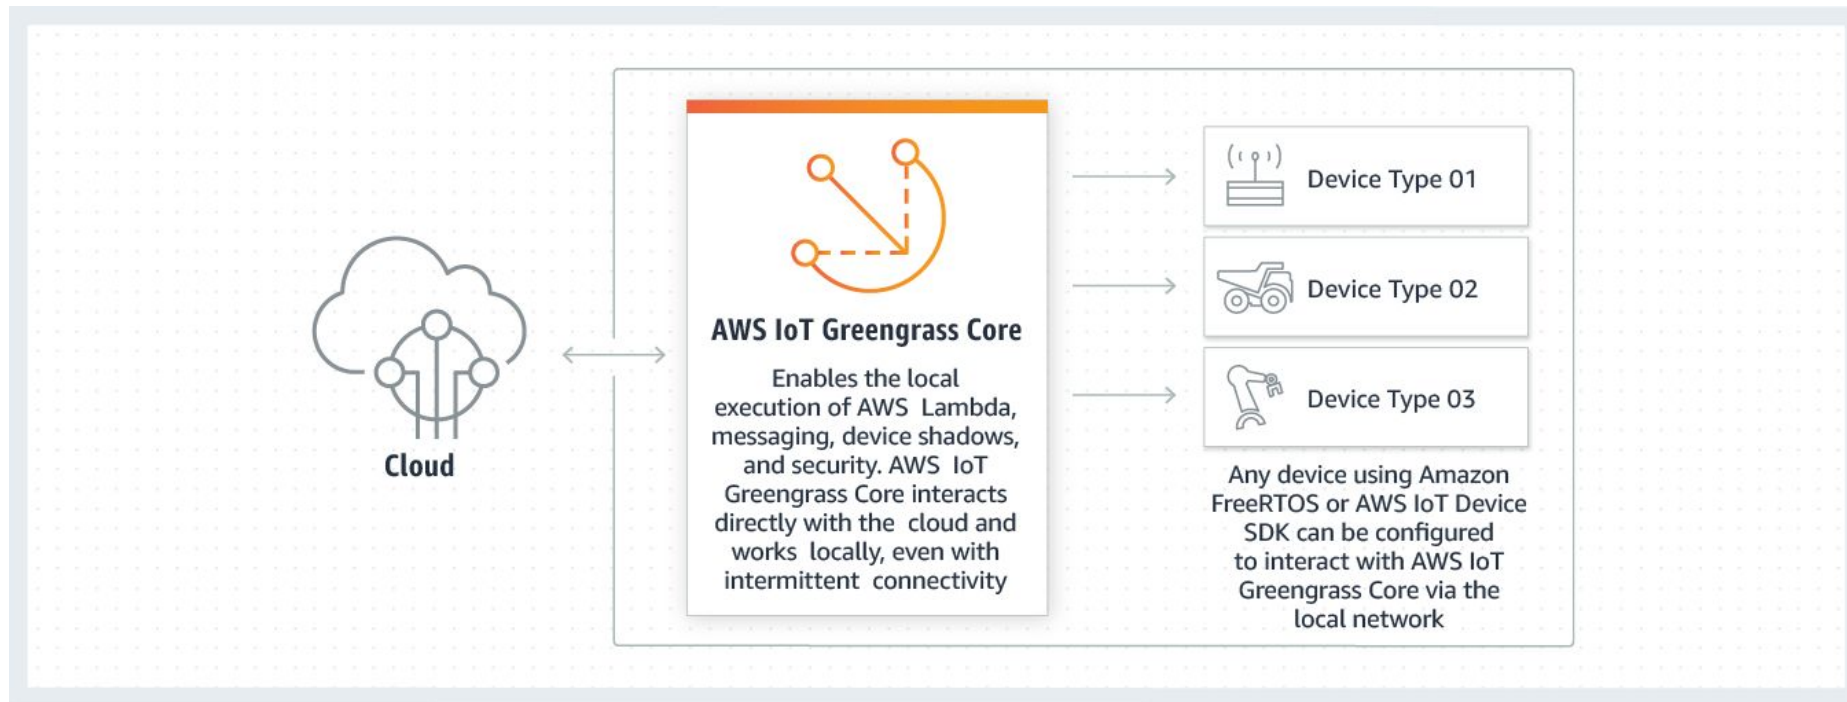 Cloud
AWS IoT Greengrass Core
Enables the local
execution of AWS Lambda,
messaging, device shadows,
and security. AWS IoT
Greengrass Core interacts
directly with the cloud and
works locally, even with
intermittent connectivity
Device Type 01
Device Type 02
Device Type 03
Any device using Amazon
FreeRTOS or AWS IoT Device
SDK can be configured
to interact with AWS IoT
Greengrass Core via the
local network